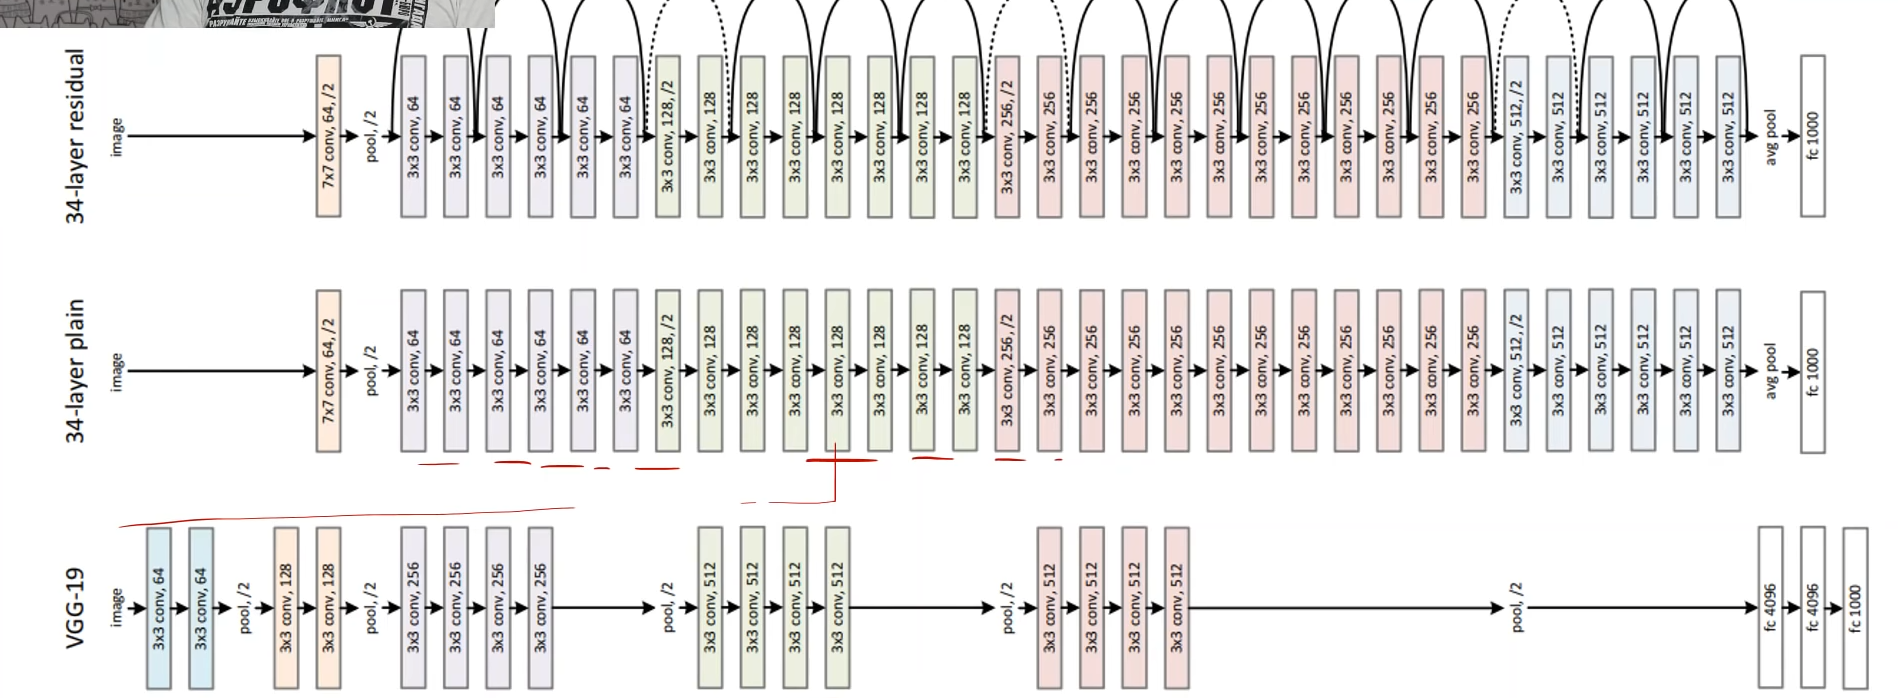 АЭРОФЛОТ
34-layer residual
image
7x7 conv, 64, /2
pool, /2
3x3 conv, 64
3x3 conv, 64
3x3 conv, 64
3x3 conv, 64
3x3 conv, 64
3x3 conv, 64
3x3 conv, 128, /2
3x3 conv, 128
3x3 conv, 128
3x3 conv, 128
3x3 conv, 128
3x3 conv, 128
3x3 conv, 128
3x3 conv, 128
3x3 conv, 256, /2
3x3 conv, 256
3x3 conv, 256
3x3 conv, 256
3x3 conv, 256
3x3 conv, 256
3x3 conv, 256
3x3 conv, 256
3x3 conv, 256
3x3 conv, 256
3x3 conv, 256
3x3 conv, 256
3x3 conv, 512, /2
3x3 conv, 512
3x3 conv, 512
3x3 conv, 512
3x3 conv, 512
3x3 conv, 512
avg pool
fc 1000
34-layer plain
image
7x7 conv, 64, /2
pool, /2
3x3 conv, 64
3x3 conv, 64
3x3 conv, 64
3x3 conv, 64
3x3 conv, 64
3x3 conv, 64
3x3 conv, 128, /2
3x3 conv, 128
3x3 conv, 128
3x3 conv, 128
3x3 conv, 128
3x3 conv, 128
3x3 conv, 128
3x3 conv, 128
3x3 conv, 256, /2
3x3 conv, 256
3x3 conv, 256
3x3 conv, 256
3x3 conv, 256
3x3 conv, 256
3x3 conv, 256
3x3 conv, 256
3x3 conv, 256
3x3 conv, 256
3x3 conv, 256
3x3 conv, 256
3x3 conv, 512, /2
3x3 conv, 512
3x3 conv, 512
3x3 conv, 512
3x3 conv, 512
3x3 conv, 512
avg pool
fc 1000
VGG-19
image
3x3 conv, 64
3x3 conv, 64
pool, /2
3x3 conv, 128
3x3 conv, 128
pool, /2
3x3 conv, 256
3x3 conv, 256
3x3 conv, 256
3x3 conv, 256
pool, /2
3x3 conv, 512
3x3 conv, 512
3x3 conv, 512
3x3 conv, 512
pool, /2
3x3 conv, 512
3x3 conv, 512
3x3 conv, 512
3x3 conv, 512
pool, /2
fc 4096
fc 4096
fc 1000